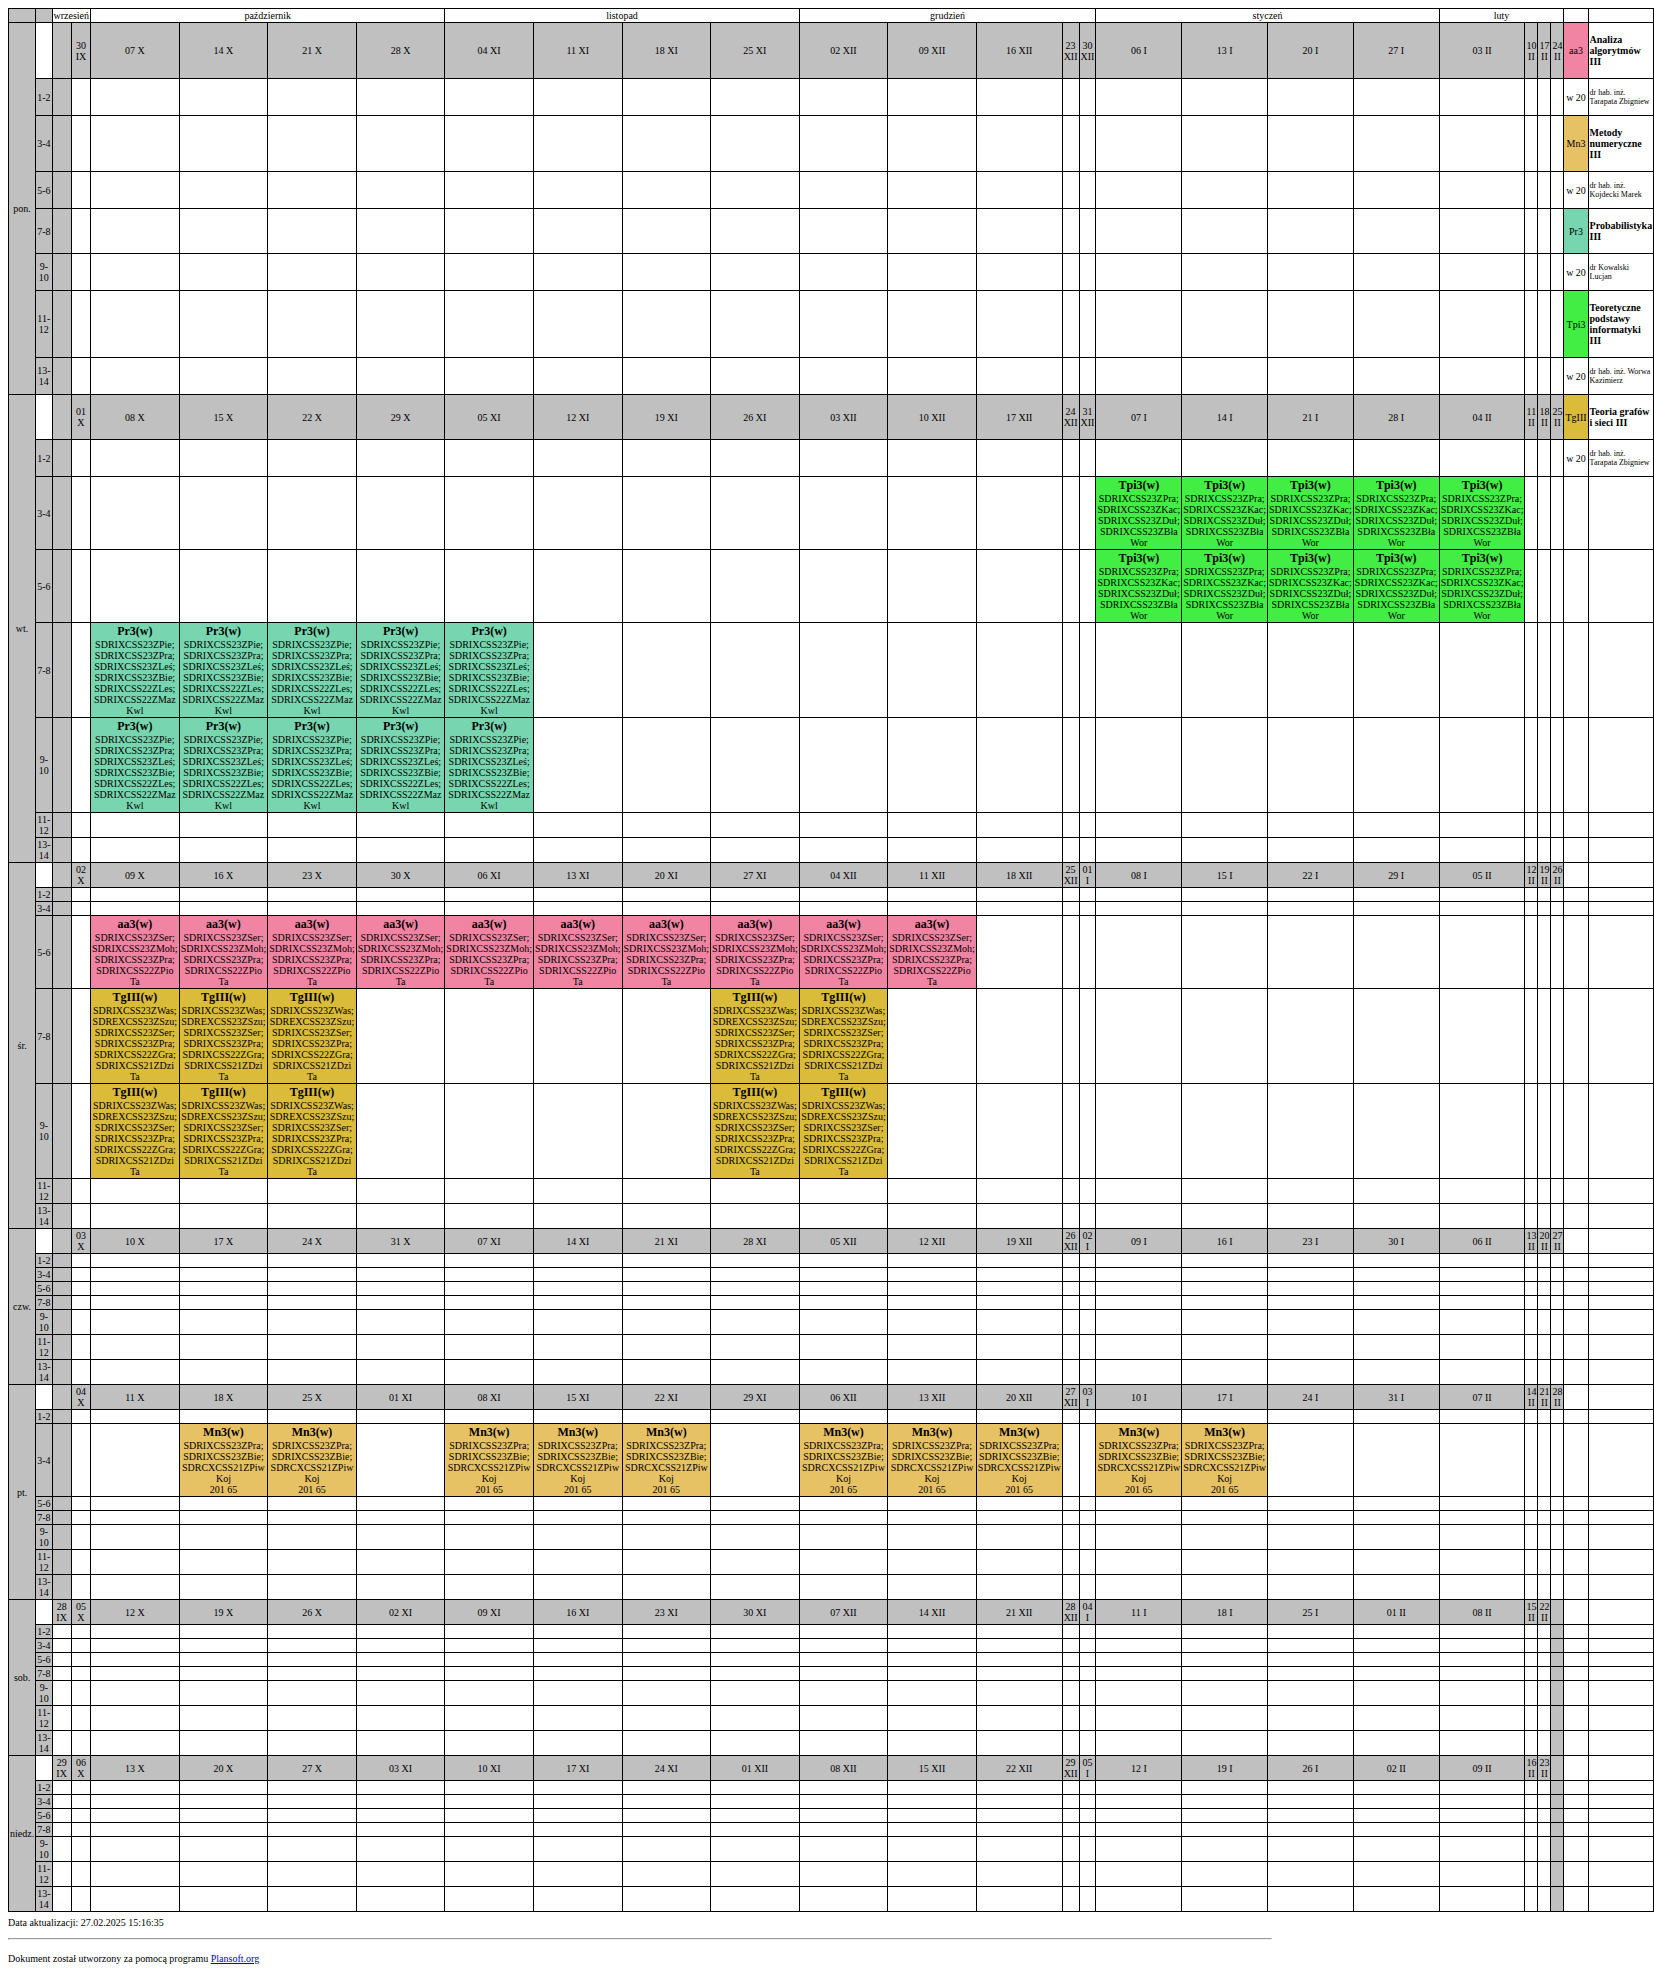 wrzesień październik listopad grudzień styczeń luty
pon. 30 IX 07 X 14 X 21 X 28 X 04 XI 11 XI 18 XI 25 XI 02 XII 09 XII 16 XII 23 XII 30 XII 06 I 13 I 20 I 27 I 03 II 10 II 17 II 24 II aa3 Analiza algorytmów III
1-2 w 20 dr hab. inż. Tarapata Zbigniew
3-4 Mn3 Metody numeryczne III
5-6 w 20 dr hab. inż. Kojdecki Marek
7-8 Pr3 Probabilistyka III
9-10 w 20 dr Kowalski Lucjan
11-12 Tpi3 Teoretyczne podstawy informatyki III
13-14 w 20 dr hab. inż. Worwa Kazimierz
wt. 01 X 08 X 15 X 22 X 29 X 05 XI 12 XI 19 XI 26 XI 03 XII 10 XII 17 XII 24 XII 31 XII 07 I 14 I 21 I 28 I 04 II 11 II 18 II 25 II TgIII Teoria grafów i sieci III
1-2 w 20 dr hab. inż. Tarapata Zbigniew
3-4
Tpi3(w) Tpi3(w) Tpi3(w) Tpi3(w) Tpi3(w)
SDRIXCSS23ZPra; SDRIXCSS23ZPra; SDRIXCSS23ZPra; SDRIXCSS23ZPra; SDRIXCSS23ZPra;
SDRIXCSS23ZKac; SDRIXCSS23ZKac; SDRIXCSS23ZKac; SDRIXCSS23ZKac; SDRIXCSS23ZKac;
SDRIXCSS23ZDuł; SDRIXCSS23ZDuł; SDRIXCSS23ZDuł; SDRIXCSS23ZDuł; SDRIXCSS23ZDuł;
SDRIXCSS23ZBła SDRIXCSS23ZBła SDRIXCSS23ZBła SDRIXCSS23ZBła SDRIXCSS23ZBła
Wor Wor Wor Wor Wor
5-6
Tpi3(w) Tpi3(w) Tpi3(w) Tpi3(w) Tpi3(w)
SDRIXCSS23ZPra; SDRIXCSS23ZPra; SDRIXCSS23ZPra; SDRIXCSS23ZPra; SDRIXCSS23ZPra;
SDRIXCSS23ZKac; SDRIXCSS23ZKac; SDRIXCSS23ZKac; SDRIXCSS23ZKac; SDRIXCSS23ZKac;
SDRIXCSS23ZDuł; SDRIXCSS23ZDuł; SDRIXCSS23ZDuł; SDRIXCSS23ZDuł; SDRIXCSS23ZDuł;
SDRIXCSS23ZBła SDRIXCSS23ZBła SDRIXCSS23ZBła SDRIXCSS23ZBła SDRIXCSS23ZBła
Wor Wor Wor Wor Wor
7-8
Pr3(w) Pr3(w) Pr3(w) Pr3(w) Pr3(w)
SDRIXCSS23ZPie; SDRIXCSS23ZPie; SDRIXCSS23ZPie; SDRIXCSS23ZPie; SDRIXCSS23ZPie;
SDRIXCSS23ZPra; SDRIXCSS23ZPra; SDRIXCSS23ZPra; SDRIXCSS23ZPra; SDRIXCSS23ZPra;
SDRIXCSS23ZLeś; SDRIXCSS23ZLeś; SDRIXCSS23ZLeś; SDRIXCSS23ZLeś; SDRIXCSS23ZLeś;
SDRIXCSS23ZBie; SDRIXCSS23ZBie; SDRIXCSS23ZBie; SDRIXCSS23ZBie; SDRIXCSS23ZBie;
SDRIXCSS22ZLes; SDRIXCSS22ZLes; SDRIXCSS22ZLes; SDRIXCSS22ZLes; SDRIXCSS22ZLes;
SDRIXCSS22ZMaz SDRIXCSS22ZMaz SDRIXCSS22ZMaz SDRIXCSS22ZMaz SDRIXCSS22ZMaz
Kwl Kwl Kwl Kwl Kwl
9-10
Pr3(w) Pr3(w) Pr3(w) Pr3(w) Pr3(w)
SDRIXCSS23ZPie; SDRIXCSS23ZPie; SDRIXCSS23ZPie; SDRIXCSS23ZPie; SDRIXCSS23ZPie;
SDRIXCSS23ZPra; SDRIXCSS23ZPra; SDRIXCSS23ZPra; SDRIXCSS23ZPra; SDRIXCSS23ZPra;
SDRIXCSS23ZLeś; SDRIXCSS23ZLeś; SDRIXCSS23ZLeś; SDRIXCSS23ZLeś; SDRIXCSS23ZLeś;
SDRIXCSS23ZBie; SDRIXCSS23ZBie; SDRIXCSS23ZBie; SDRIXCSS23ZBie; SDRIXCSS23ZBie;
SDRIXCSS22ZLes; SDRIXCSS22ZLes; SDRIXCSS22ZLes; SDRIXCSS22ZLes; SDRIXCSS22ZLes;
SDRIXCSS22ZMaz SDRIXCSS22ZMaz SDRIXCSS22ZMaz SDRIXCSS22ZMaz SDRIXCSS22ZMaz
Kwl Kwl Kwl Kwl Kwl
11-12
13-14
śr. 02 X 09 X 16 X 23 X 30 X 06 XI 13 XI 20 XI 27 XI 04 XII 11 XII 18 XII 25 XII 01 I 08 I 15 I 22 I 29 I 05 II 12 II 19 II 26 II
1-2
3-4
5-6
aa3(w) aa3(w) aa3(w) aa3(w) aa3(w) aa3(w) aa3(w) aa3(w) aa3(w) aa3(w)
SDRIXCSS23ZSer; SDRIXCSS23ZSer; SDRIXCSS23ZSer; SDRIXCSS23ZSer; SDRIXCSS23ZSer; SDRIXCSS23ZSer; SDRIXCSS23ZSer; SDRIXCSS23ZSer; SDRIXCSS23ZSer; SDRIXCSS23ZSer;
SDRIXCSS23ZMoh; SDRIXCSS23ZMoh; SDRIXCSS23ZMoh; SDRIXCSS23ZMoh; SDRIXCSS23ZMoh; SDRIXCSS23ZMoh; SDRIXCSS23ZMoh; SDRIXCSS23ZMoh; SDRIXCSS23ZMoh; SDRIXCSS23ZMoh;
SDRIXCSS23ZPra; SDRIXCSS23ZPra; SDRIXCSS23ZPra; SDRIXCSS23ZPra; SDRIXCSS23ZPra; SDRIXCSS23ZPra; SDRIXCSS23ZPra; SDRIXCSS23ZPra; SDRIXCSS23ZPra; SDRIXCSS23ZPra;
SDRIXCSS22ZPio SDRIXCSS22ZPio SDRIXCSS22ZPio SDRIXCSS22ZPio SDRIXCSS22ZPio SDRIXCSS22ZPio SDRIXCSS22ZPio SDRIXCSS22ZPio SDRIXCSS22ZPio SDRIXCSS22ZPio
Ta Ta Ta Ta Ta Ta Ta Ta Ta Ta
7-8
TgIII(w) TgIII(w) TgIII(w) TgIII(w) TgIII(w)
SDRIXCSS23ZWas; SDRIXCSS23ZWas; SDRIXCSS23ZWas; SDRIXCSS23ZWas; SDRIXCSS23ZWas;
SDREXCSS23ZSzu; SDREXCSS23ZSzu; SDREXCSS23ZSzu; SDREXCSS23ZSzu; SDREXCSS23ZSzu;
SDRIXCSS23ZSer; SDRIXCSS23ZSer; SDRIXCSS23ZSer; SDRIXCSS23ZSer; SDRIXCSS23ZSer;
SDRIXCSS23ZPra; SDRIXCSS23ZPra; SDRIXCSS23ZPra; SDRIXCSS23ZPra; SDRIXCSS23ZPra;
SDRIXCSS22ZGra; SDRIXCSS22ZGra; SDRIXCSS22ZGra; SDRIXCSS22ZGra; SDRIXCSS22ZGra;
SDRIXCSS21ZDzi SDRIXCSS21ZDzi SDRIXCSS21ZDzi SDRIXCSS21ZDzi SDRIXCSS21ZDzi
Ta Ta Ta Ta Ta
9-10
TgIII(w) TgIII(w) TgIII(w) TgIII(w) TgIII(w)
SDRIXCSS23ZWas; SDRIXCSS23ZWas; SDRIXCSS23ZWas; SDRIXCSS23ZWas; SDRIXCSS23ZWas;
SDREXCSS23ZSzu; SDREXCSS23ZSzu; SDREXCSS23ZSzu; SDREXCSS23ZSzu; SDREXCSS23ZSzu;
SDRIXCSS23ZSer; SDRIXCSS23ZSer; SDRIXCSS23ZSer; SDRIXCSS23ZSer; SDRIXCSS23ZSer;
SDRIXCSS23ZPra; SDRIXCSS23ZPra; SDRIXCSS23ZPra; SDRIXCSS23ZPra; SDRIXCSS23ZPra;
SDRIXCSS22ZGra; SDRIXCSS22ZGra; SDRIXCSS22ZGra; SDRIXCSS22ZGra; SDRIXCSS22ZGra;
SDRIXCSS21ZDzi SDRIXCSS21ZDzi SDRIXCSS21ZDzi SDRIXCSS21ZDzi SDRIXCSS21ZDzi
Ta Ta Ta Ta Ta
11-12
13-14
czw. 03 X 10 X 17 X 24 X 31 X 07 XI 14 XI 21 XI 28 XI 05 XII 12 XII 19 XII 26 XII 02 I 09 I 16 I 23 I 30 I 06 II 13 II 20 II 27 II
1-2
3-4
5-6
7-8
9-10
11-12
13-14
pt. 04 X 11 X 18 X 25 X 01 XI 08 XI 15 XI 22 XI 29 XI 06 XII 13 XII 20 XII 27 XII 03 I 10 I 17 I 24 I 31 I 07 II 14 II 21 II 28 II
1-2
3-4
Mn3(w) Mn3(w) Mn3(w) Mn3(w) Mn3(w) Mn3(w) Mn3(w) Mn3(w) Mn3(w) Mn3(w)
SDRIXCSS23ZPra; SDRIXCSS23ZPra; SDRIXCSS23ZPra; SDRIXCSS23ZPra; SDRIXCSS23ZPra; SDRIXCSS23ZPra; SDRIXCSS23ZPra; SDRIXCSS23ZPra; SDRIXCSS23ZPra; SDRIXCSS23ZPra;
SDRIXCSS23ZBie; SDRIXCSS23ZBie; SDRIXCSS23ZBie; SDRIXCSS23ZBie; SDRIXCSS23ZBie; SDRIXCSS23ZBie; SDRIXCSS23ZBie; SDRIXCSS23ZBie; SDRIXCSS23ZBie; SDRIXCSS23ZBie;
SDRCXCSS21ZPiw SDRCXCSS21ZPiw SDRCXCSS21ZPiw SDRCXCSS21ZPiw SDRCXCSS21ZPiw SDRCXCSS21ZPiw SDRCXCSS21ZPiw SDRCXCSS21ZPiw SDRCXCSS21ZPiw SDRCXCSS21ZPiw
Koj Koj Koj Koj Koj Koj Koj Koj Koj Koj
201 65 201 65 201 65 201 65 201 65 201 65 201 65 201 65 201 65 201 65
5-6
7-8
9-10
11-12
13-14
sob. 28 IX 05 X 12 X 19 X 26 X 02 XI 09 XI 16 XI 23 XI 30 XI 07 XII 14 XII 21 XII 28 XII 04 I 11 I 18 I 25 I 01 II 08 II 15 II 22 II
1-2
3-4
5-6
7-8
9-10
11-12
13-14
niedz. 29 IX 06 X 13 X 20 X 27 X 03 XI 10 XI 17 XI 24 XI 01 XII 08 XII 15 XII 22 XII 29 XII 05 I 12 I 19 I 26 I 02 II 09 II 16 II 23 II
1-2
3-4
5-6
7-8
9-10
11-12
13-14
Data aktualizacji: 27.02.2025 15:16:35
Dokument został utworzony za pomocą programu Plansoft.org